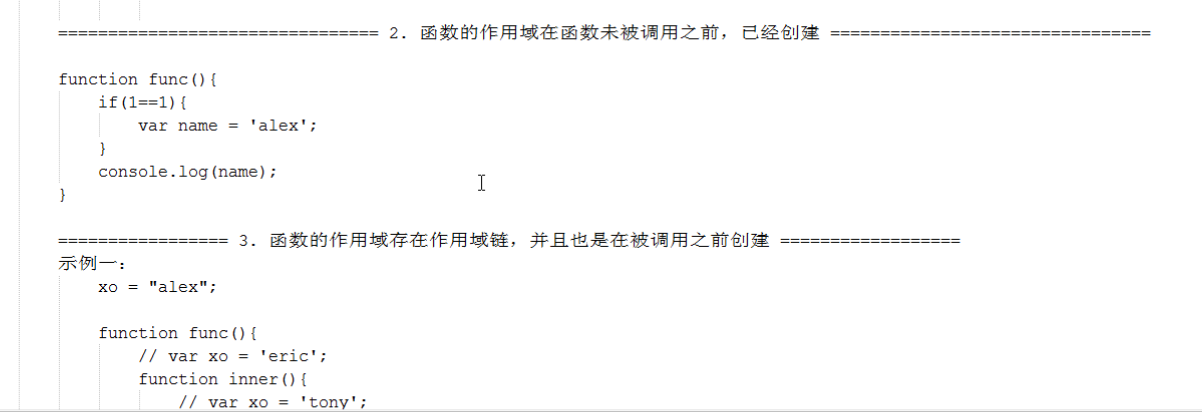 ================================ 2. 函数的作用域在函数未被调用之前，已经创建 ================================
function func(){
    if(1==1){
        var name = 'alex';
    }
    console.log(name);
}
================= 3. 函数的作用域存在作用域链，并且也是在被调用之前创建 ==================
示例一：
    xo = "alex";
    function func(){
        // var xo = 'eric';
        function inner(){
            // var xo = 'tony';